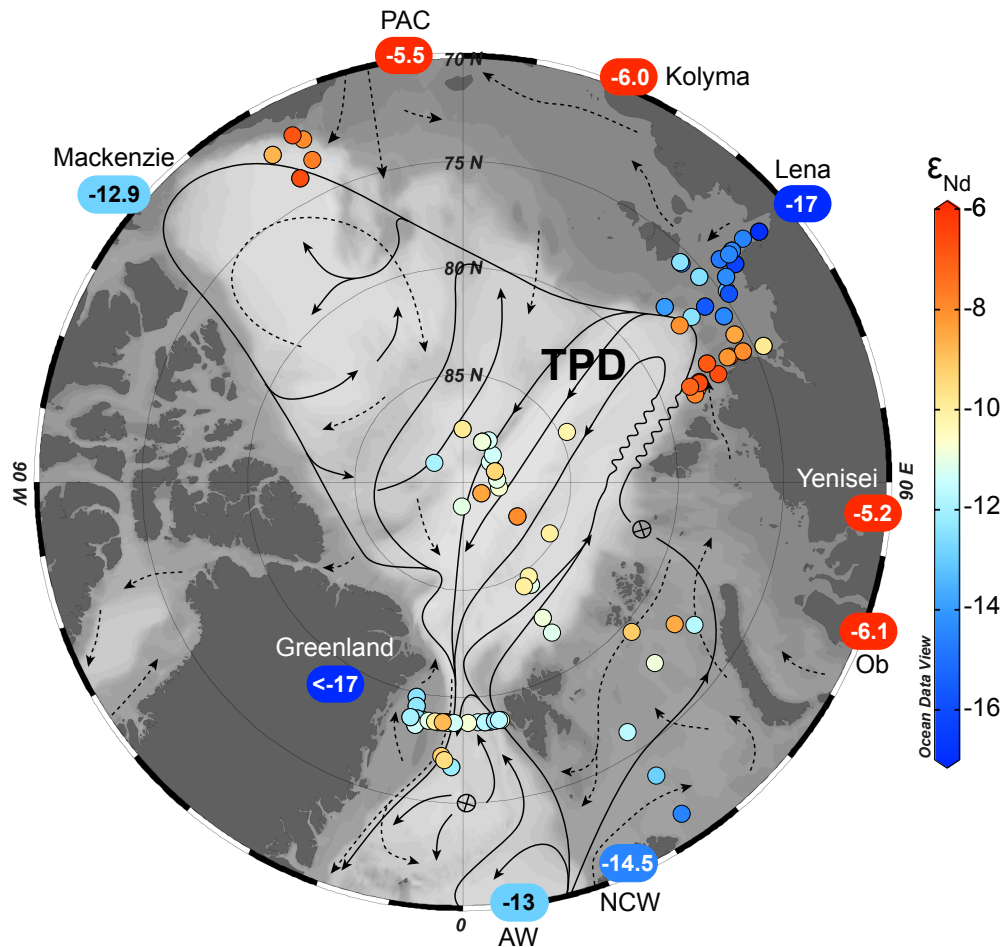 PAC
-5.5
70 N
-6.0 Kolyma
75 N
Mackenzie
-12.9
Lena
-17
εNd
-6
80 N
-8
TPD
85 N
-10
90 W
Yenisei
90 E
-5.2
-12
-14
Greenland
<-17
-6.1
Ob
-16
Ocean Data View
-14.5
NCW
-13
0
AW